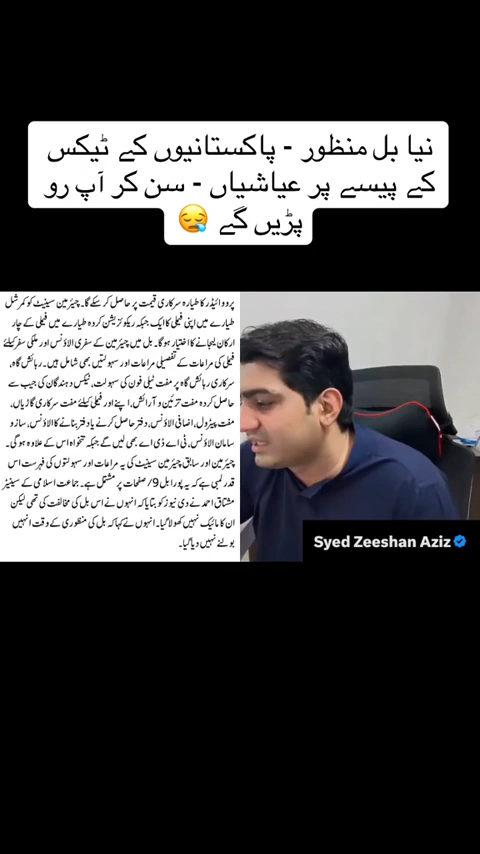 نیا بل منظور - پاکستانیوں کے ٹیکس
کے پیسے پر عیاشیاں - سن کر آپ رو
پڑیں گے 😪
پرووائیڈر کا طیارہ سرکاری قیمت پر حاصل کر سکے گا۔ چیئرمین سینیٹ کو کمرشل
طیارے میں اپنی فیملی کا ایک جبکہ ریکوئزیشن کردہ طیارے میں فیملی کے چار
ارکان لیجانے کا اختیار ہوگا۔ بل میں چیئرمین کے سفری الاؤنس اور ملکی سفر کیلئے
فیملی کی مراعات کے تفصیلی مراعات اور سہولتیں بھی شامل ہیں۔ رہائش گاہ،
سرکاری رہائش گاہ پر مفت ٹیلی فون کی سہولت، ٹیکس دہندگان کی جیب سے
حاصل کردہ مفت تزئین و آرائش، اپنے اور فیملی کیلئے مفت سرکاری گاڑیاں،
مفت پیٹرول، اضافی الاؤنس، دفتر حاصل کرنے یا دفتر بنانے کا الاؤنس، ساز و
سامان الاؤنس، ٹی اے ڈی اے بھی لیں گے جبکہ تنخواہ اس کے علاوہ ہوگی۔
چیئرمین اور سابق چیئرمین سینیٹ کی یہ مراعات اور سہولتوں کی فہرست اس
قدر لمبی ہے کہ یہ پورا بل 9/ صفحات پر مشتمل ہے۔ جماعت اسلامی کے سینیٹر
مشتاق احمد نے دی نیوز کو بتایا کہ انہوں نے اس بل کی مخالفت کی تھی لیکن
ان کا مائیک نہیں کھولا گیا۔ انہوں نے کہا کہ بل کی منظوری کے وقت انہیں
بولنے نہیں دیا گیا۔
Syed Zeeshan Aziz